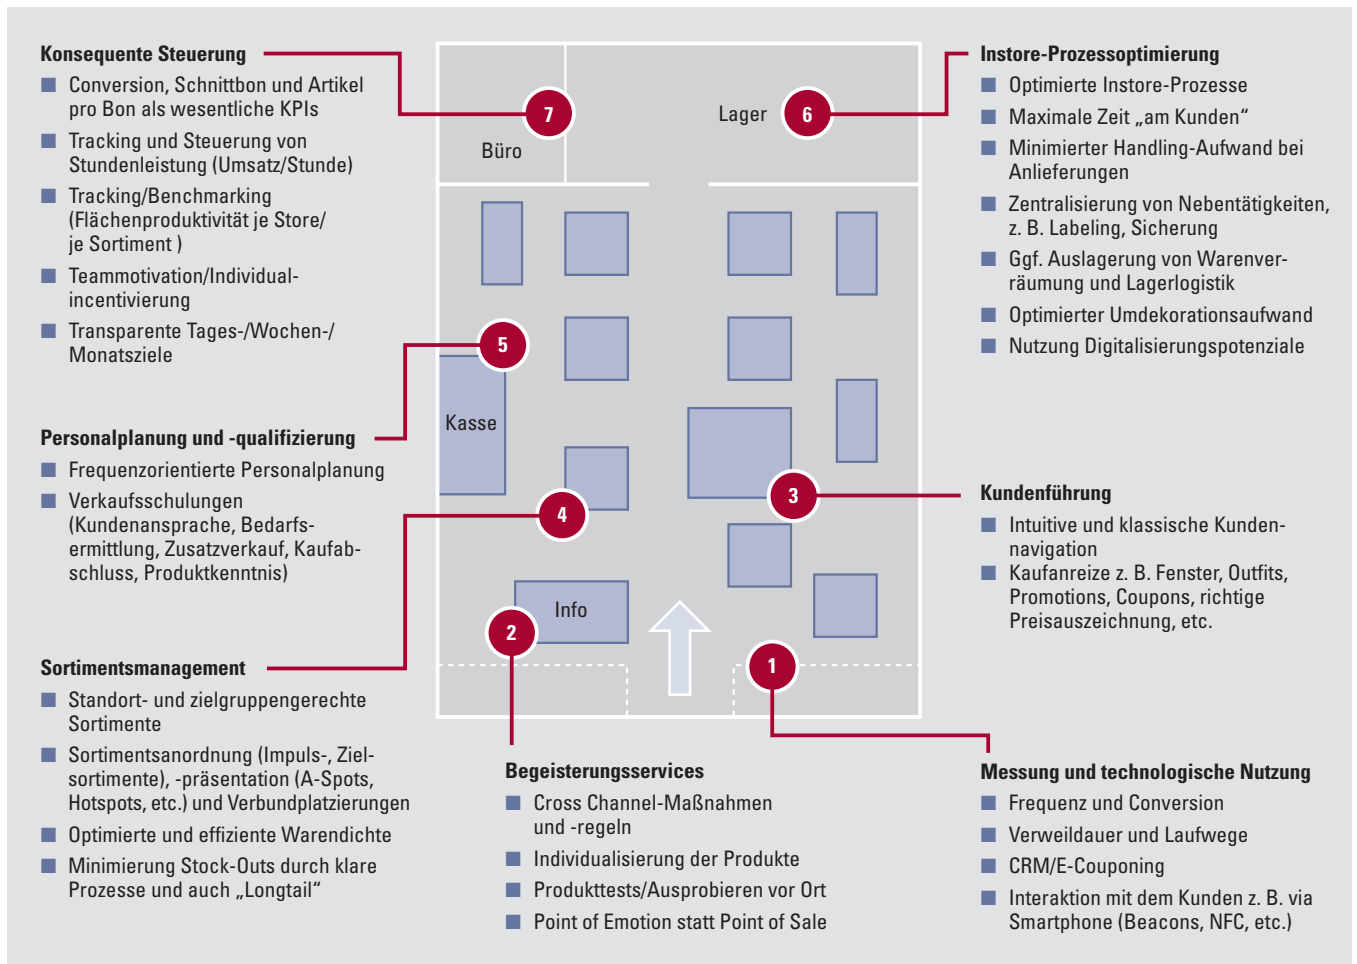 Konsequente Steuerung
Conversion, Schnittbon und Artikel
pro Bon als wesentliche KPIs
Tracking und Steuerung von
Stundenleistung (Umsatz/Stunde)
Tracking/Benchmarking
(Flächenproduktivität je Store/
je Sortiment )
Teammotivation/Individual-
incentivierung
Transparente Tages-/Wochen-/
Monatsziele
Personalplanung und -qualifizierung
Frequenzorientierte Personalplanung
Verkaufsschulungen
(Kundenansprache, Bedarfs-
ermittlung, Zusatzverkauf, Kaufab-
schluss, Produktkenntnis)
Sortimentsmanagement
Standort- und zielgruppengerechte
Sortimente
Sortimentsanordnung (Impuls-, Ziel-
sortimente), -präsentation (A-Spots,
Hotspots, etc.) und Verbundplatzierungen
Optimierte und effiziente Warendichte
Minimierung Stock-Outs durch klare
Prozesse und auch „Longtail“
7
Büro
Lager
6
5
Kasse
3
4
Info
2
1
Begeisterungsservices
Cross Channel-Maßnahmen
und -regeln
Individualisierung der Produkte
Produkttests/Ausprobieren vor Ort
Point of Emotion statt Point of Sale
Instore-Prozessoptimierung
Optimierte Instore-Prozesse
Maximale Zeit „am Kunden“
Minimierter Handling-Aufwand bei
Anlieferungen
Zentralisierung von Nebentätigkeiten,
z. B. Labeling, Sicherung
Ggf. Auslagerung von Warenver-
räumung und Lagerlogistik
Optimierter Umdekorationsaufwand
Nutzung Digitalisierungspotenziale
Kundenführung
Intuitive und klassische Kunden-
navigation
Kaufanreize z. B. Fenster, Outfits,
Promotions, Coupons, richtige
Preisauszeichnung, etc.
Messung und technologische Nutzung
Frequenz und Conversion
Verweildauer und Laufwege
CRM/E-Couponing
Interaktion mit dem Kunden z. B. via
Smartphone (Beacons, NFC, etc.)